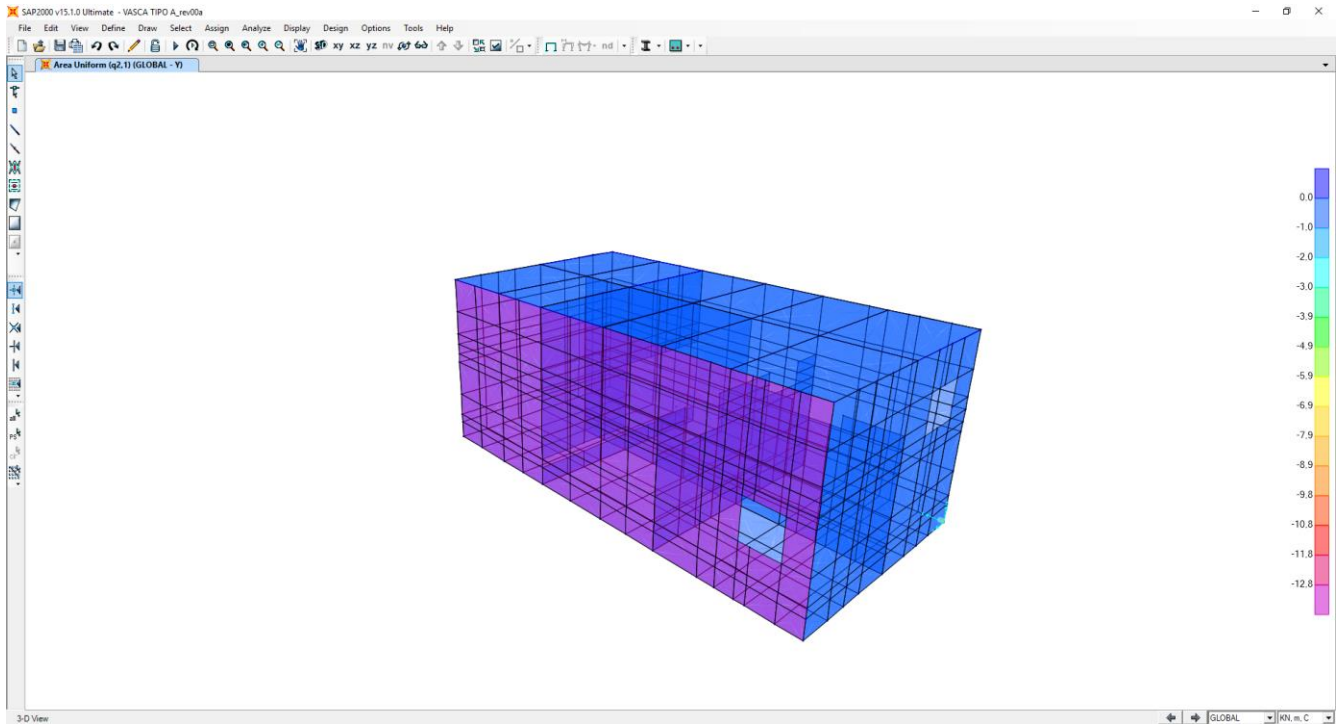 SAP2000 v15.1.0 Ultimate - VASCA TIPO A_rev00a
File Edit View Define Draw Select Assign Analyze Display Design Options Tools Help
xy xz yz nv nd
Area Uniform (q2,1) (GLOBAL - Y)
0.0
-1.0
-2.0
-3.0
-3.9
-4.9
-5.9
-6.9
-7.9
-8.9
-9.8
-10.8
-11.8
-12.8
3-D View
GLOBAL
KN, m, C